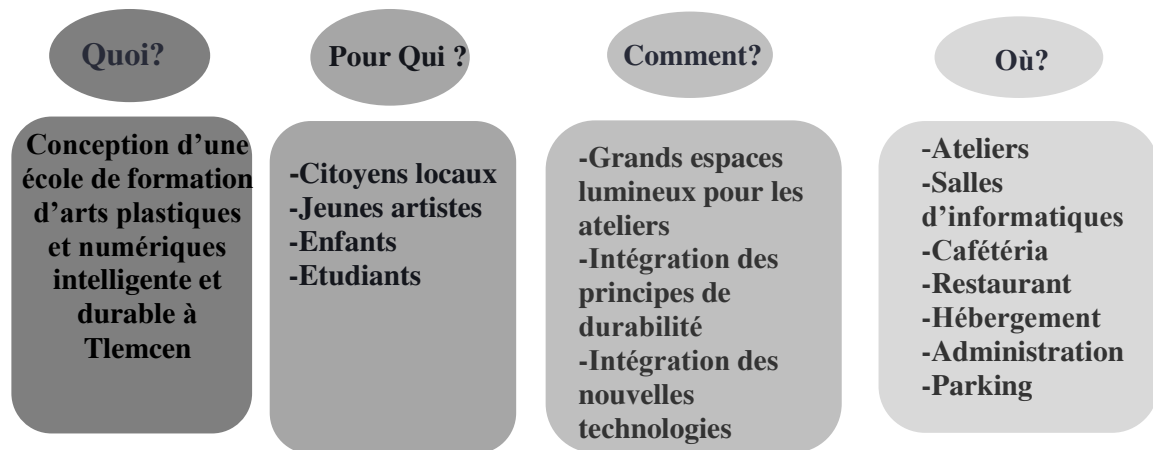 Quoi?
Conception d’une
école de formation
d’arts plastiques
et numériques
intelligente et
durable à
Tlemcen
Pour Qui ?
-Citoyens locaux
-Jeunes artistes
-Enfants
-Etudiants
Comment?
-Grands espaces
lumineux pour les
ateliers
-Intégration des
principes de
durabilité
-Intégration des
nouvelles
technologies
Où?
-Ateliers
-Salles
d’informatiques
-Cafétéria
-Restaurant
-Hébergement
-Administration
-Parking